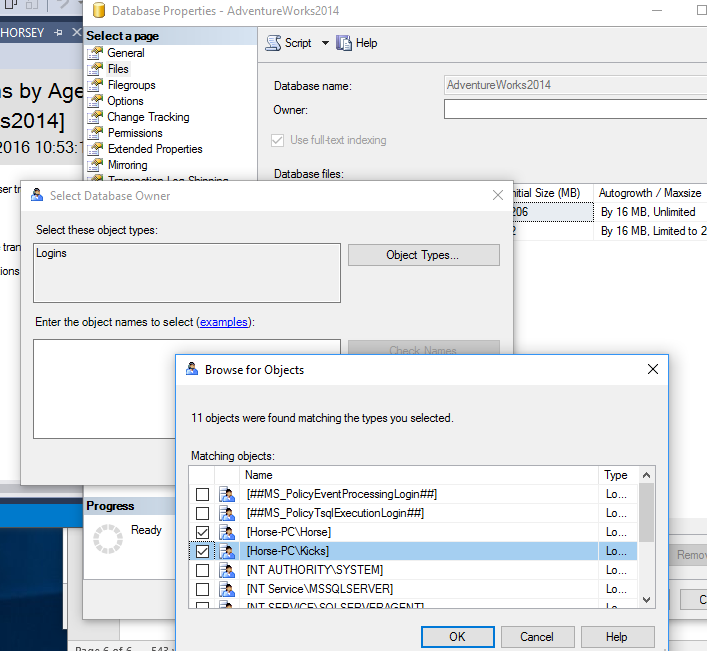 HORSEY
Database Properties - AdventureWorks2014
Select a page
General
Files
Filegroups
Options
Change Tracking
Permissions
Extended Properties
Mirroring
Transaction Log Shipping
Script
Help
Database name:
AdventureWorks2014
Owner:
Use full-text indexing
Database files:
Initial Size (MB)
Autogrowth / Maxsize
206
By 16 MB, Unlimited
2
By 16 MB, Limited to 2
s by Age
s2014]
2016 10:53:
ser tr
e tran
ions
Select Database Owner
Select these object types:
Logins
Object Types...
Enter the object names to select (examples):
Check Names
Browse for Objects
11 objects were found matching the types you selected.
Matching objects:
Name
Type
[##MS_PolicyEventProcessingLogin##]
Lo...
[##MS_PolicyTsqlExecutionLogin##]
Lo...
[Horse-PC\Horse]
Lo...
[Horse-PC\Kicks]
Lo...
[NT AUTHORITY\SYSTEM]
Lo...
[NT Service\MSSQLSERVER]
Lo...
[NT SERVICE\SQLSERVERAGENT]
Lo...
OK
Cancel
Help
Progress
Ready
Remov
C
Page 6 of 6
543